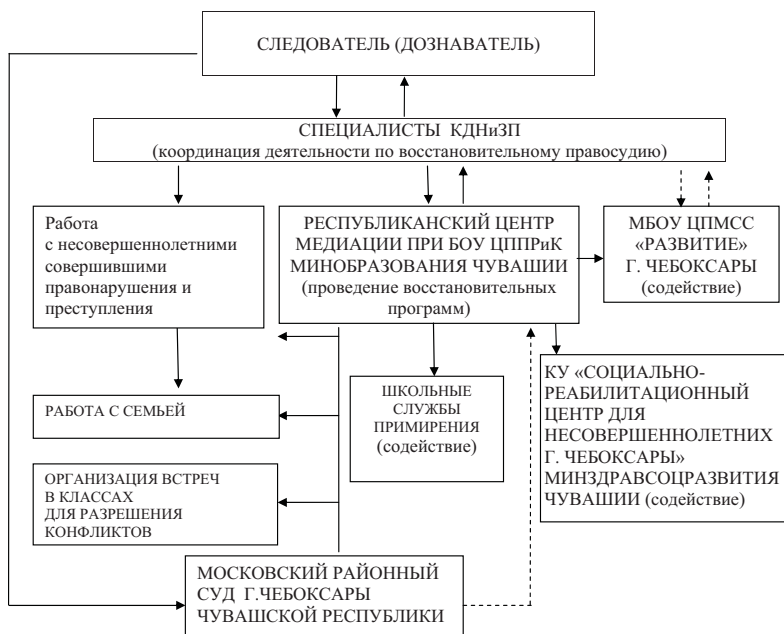 СЛЕДОВАТЕЛЬ (ДОЗНАВАТЕЛЬ)
СПЕЦИАЛИСТЫ КДНиЗП
(координация деятельности по восстановительному правосудию)
Работа
с несовершеннолетними
совершившими
правонарушения и
преступления
РЕСПУБЛИКАНСКИЙ ЦЕНТР
МЕДИАЦИИ ПРИ БОУ ЦППРиК
МИНОБРАЗОВАНИЯ ЧУВАШИИ
(проведение восстановительных
программ)
МБОУ ЦПМСС
«РАЗВИТИЕ»
Г. ЧЕБОКСАРЫ
(содействие)
РАБОТА С СЕМЬЕЙ
ШКОЛЬНЫЕ
СЛУЖБЫ
ПРИМИРЕНИЯ
(содействие)
КУ «СОЦИАЛЬНО-
РЕАБИЛИТАЦИОННЫЙ
ЦЕНТР ДЛЯ
НЕСОВЕРШЕННОЛЕТНИХ
Г. ЧЕБОКСАРЫ»
МИНЗДРАВСОЦРАЗВИТИЯ
ЧУВАШИИ (содействие)
ОРГАНИЗАЦИЯ ВСТРЕЧ
В КЛАССАХ
ДЛЯ РАЗРЕШЕНИЯ
КОНФЛИКТОВ
МОСКОВСКИЙ РАЙОННЫЙ
СУД Г.ЧЕБОКСАРЫ
ЧУВАШСКОЙ РЕСПУБЛИКИ